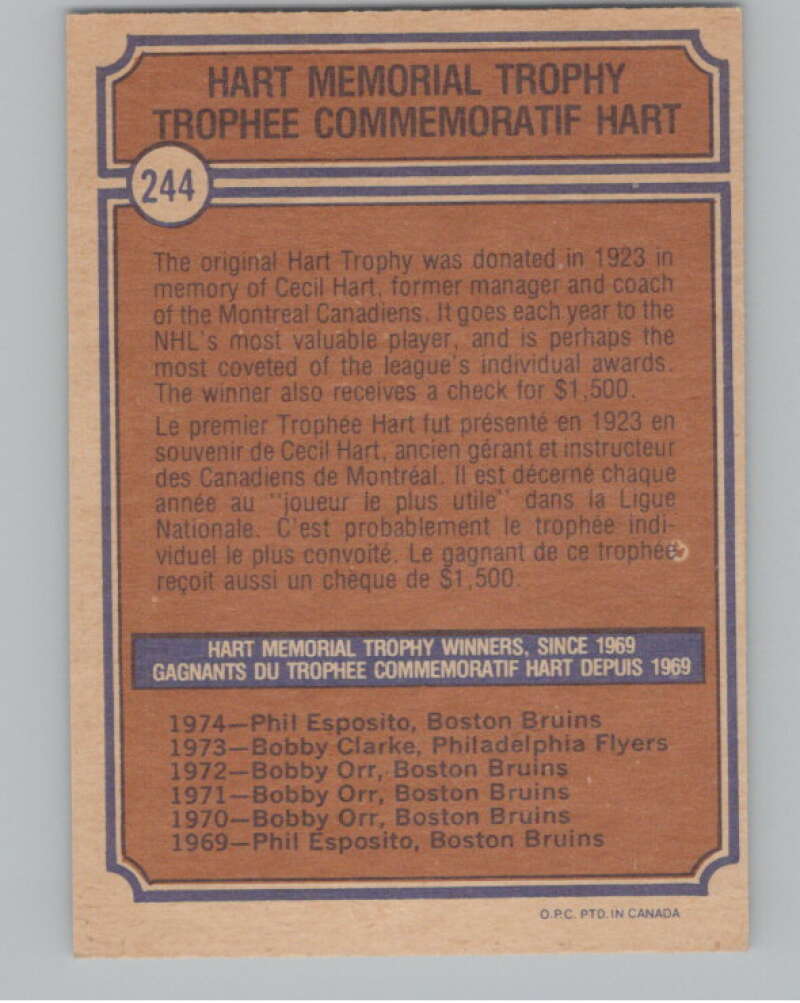 HART MEMORIAL TROPHY
TROPHEE COMMEMORATIF HART
244
The original Hart Trophy was donated in 1923 in
memory of Cecil Hart, former manager and coach
of the Montreal Canadiens. It goes each year to the
NHL's most valuable player, and is perhaps the
most coveted of the league's individual awards.
The winner also receives a check for $1,500.
Le premier Trophée Hart fut présenté en 1923 en
souvenir de Cecil Hart, ancien gérant et instructeur
des Canadiens de Montréal. Il est décerné chaque
année au "joueur le plus utile" dans la Ligue
Nationale. C'est probablement le trophée indi-
viduel le plus convoité. Le gagnant de ce trophée
reçoit aussi un chèque de $1,500.
HART MEMORIAL TROPHY WINNERS, SINCE 1969
GAGNANTS DU TROPHEE COMMEMORATIF HART DEPUIS 1969
1974—Phil Esposito, Boston Bruins
1973—Bobby Clarke, Philadelphia Flyers
1972—Bobby Orr, Boston Bruins
1971—Bobby Orr, Boston Bruins
1970—Bobby Orr, Boston Bruins
1969—Phil Esposito, Boston Bruins
O.P.C. PTD. IN CANADA